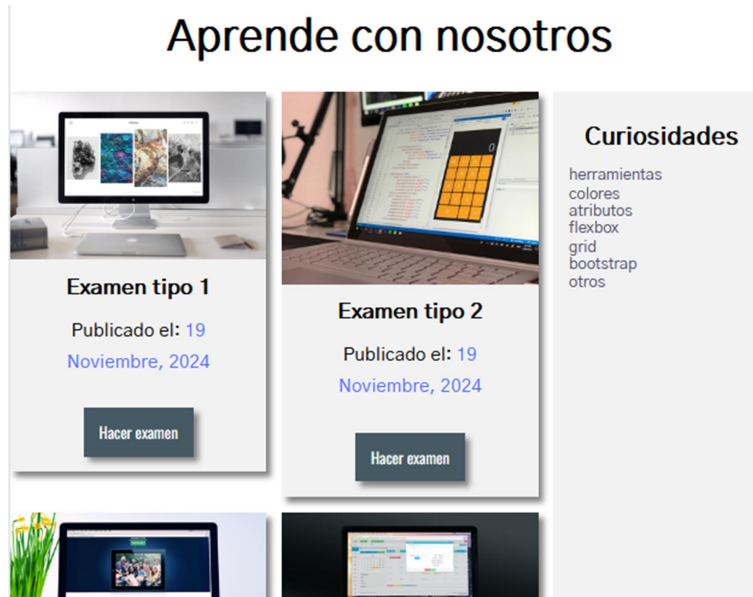 Aprende con nosotros
Examen tipo 1
Publicado el: 19
Noviembre, 2024
Hacer examen
Examen tipo 2
Publicado el: 19
Noviembre, 2024
Hacer examen
Curiosidades
herramientas
colores
atributos
flexbox
grid
bootstrap
otros